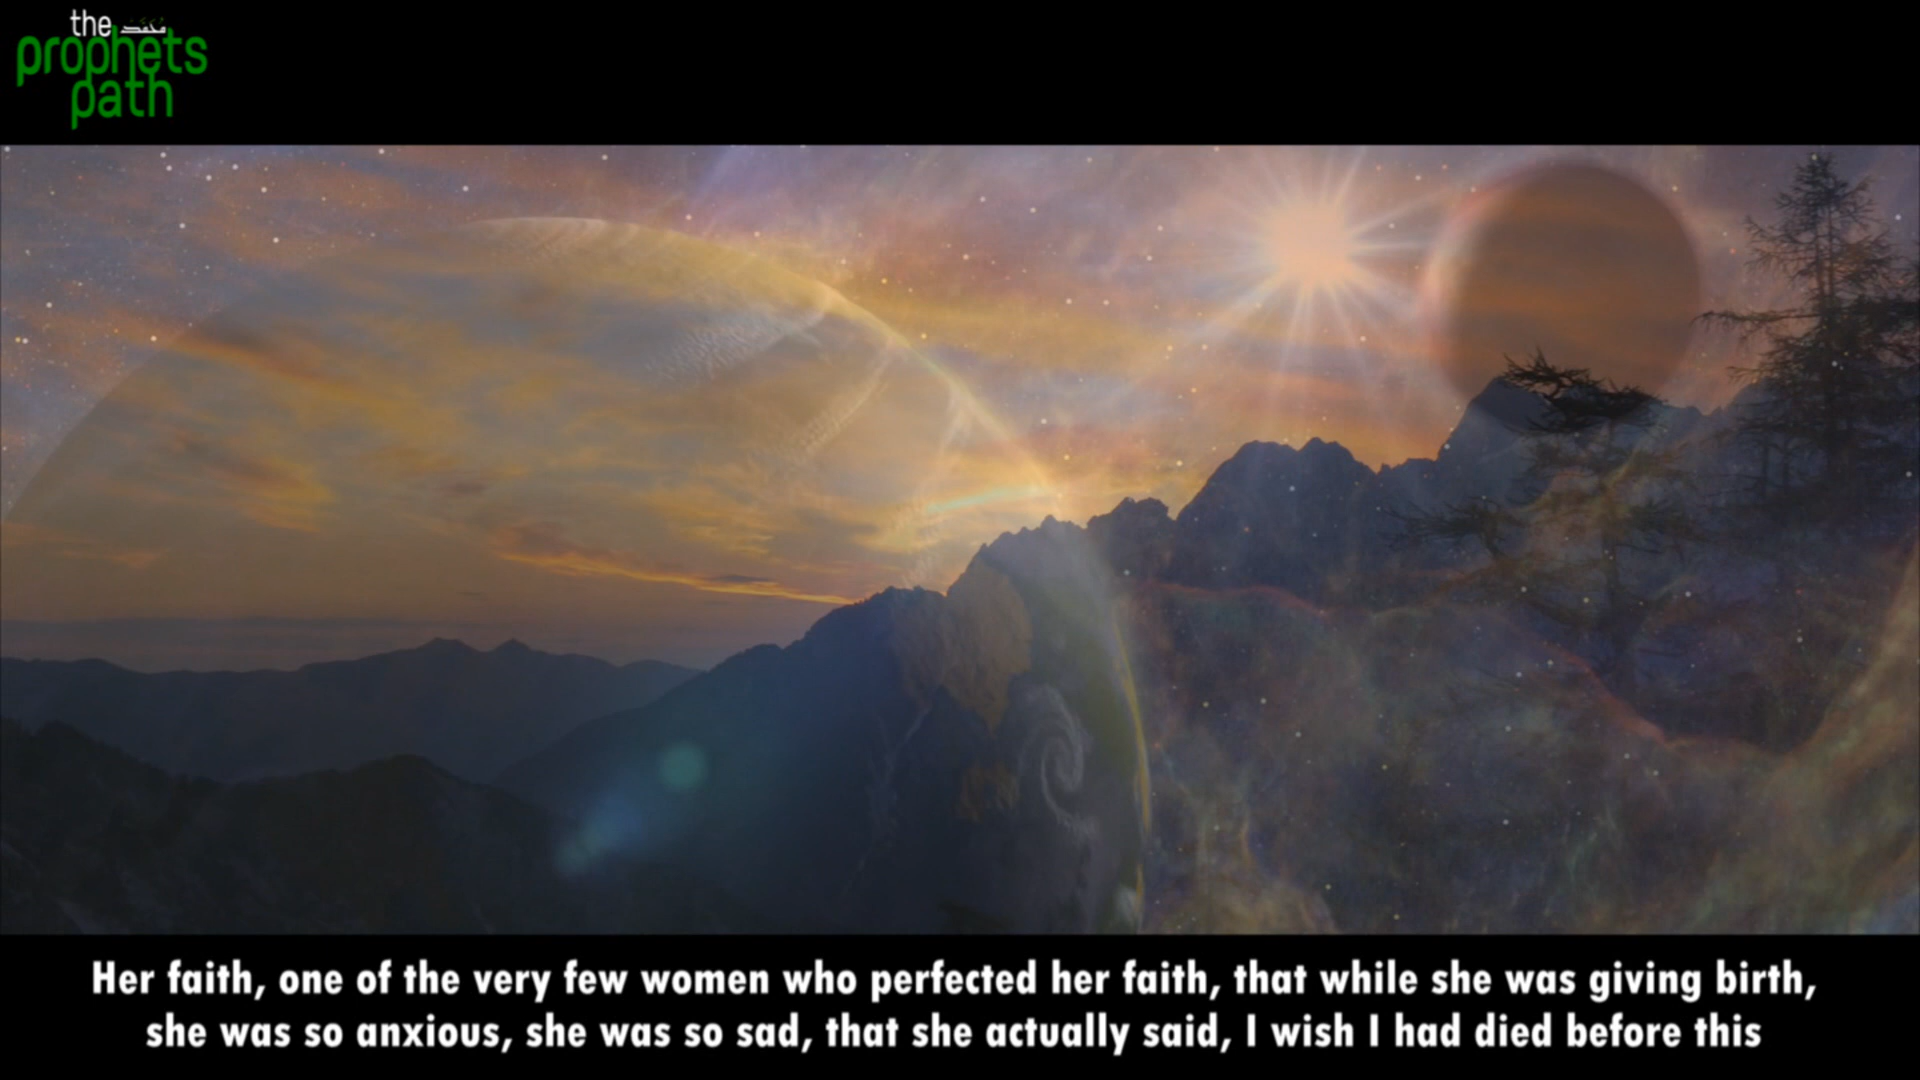 the محمد
prophets
path
Her faith, one of the very few women who perfected her faith, that while she was giving birth,
she was so anxious, she was so sad, that she actually said, I wish I had died before this